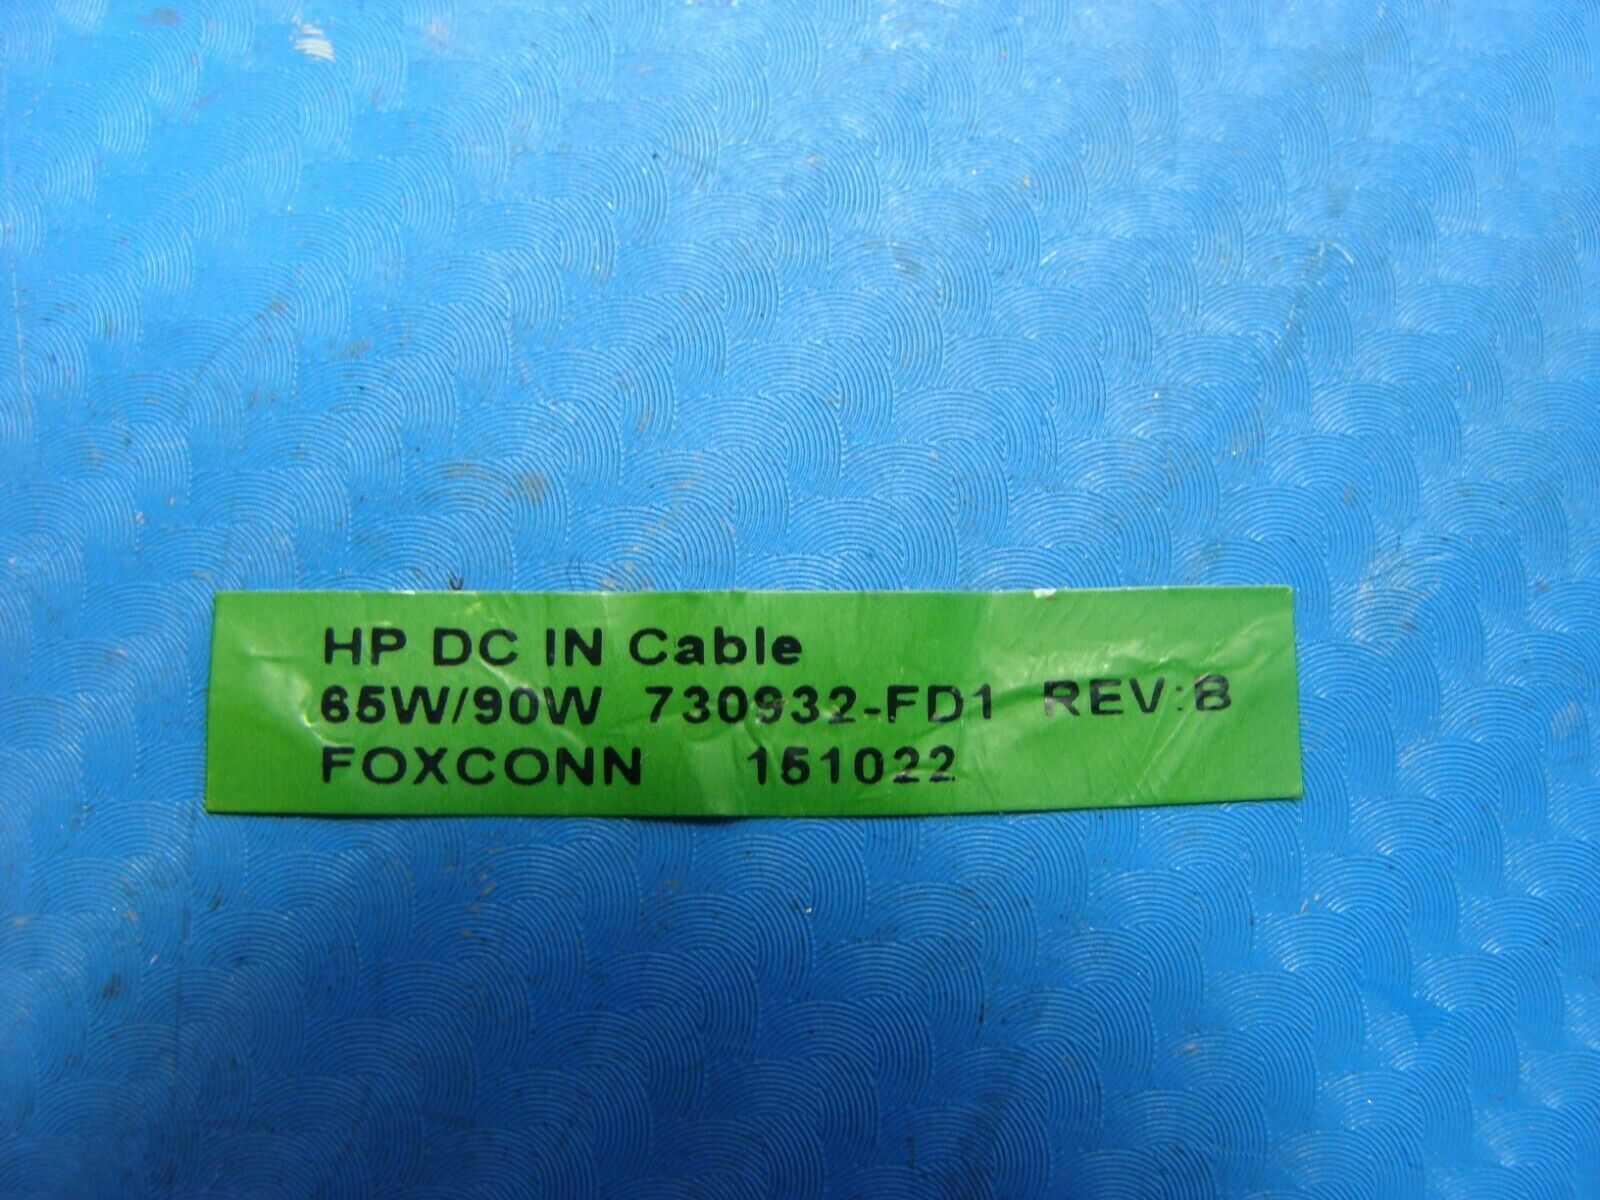 HP DC IN Cable
65W/90W 730932-FD1 REV:B
FOXCONN 151022